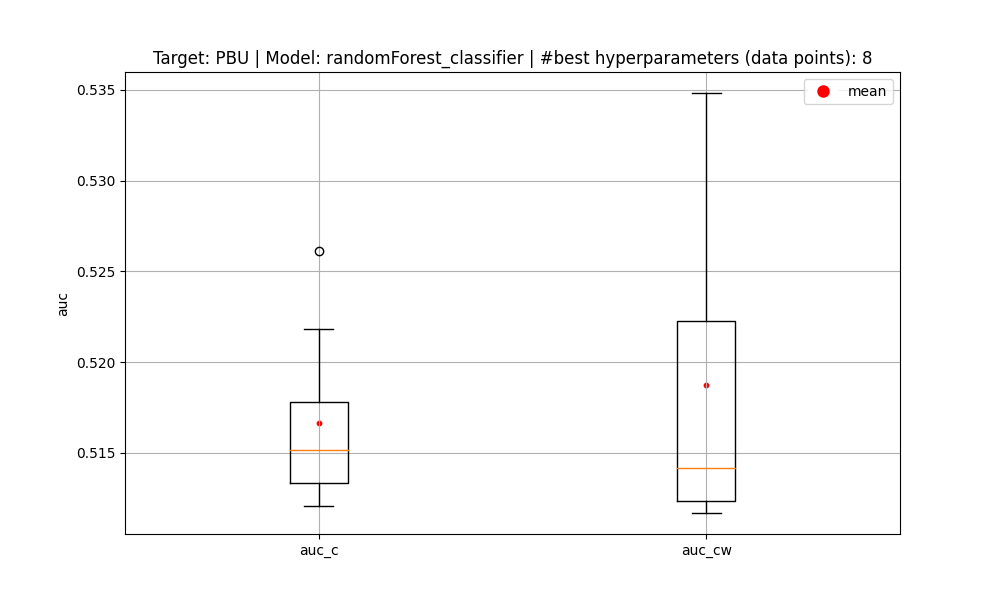 Target: PBU | Model: randomForest_classifier | #best hyperparameters (data points): 8
mean
0.535
0.530
0.525
0.520
0.515
auc
auc_c
auc_cw